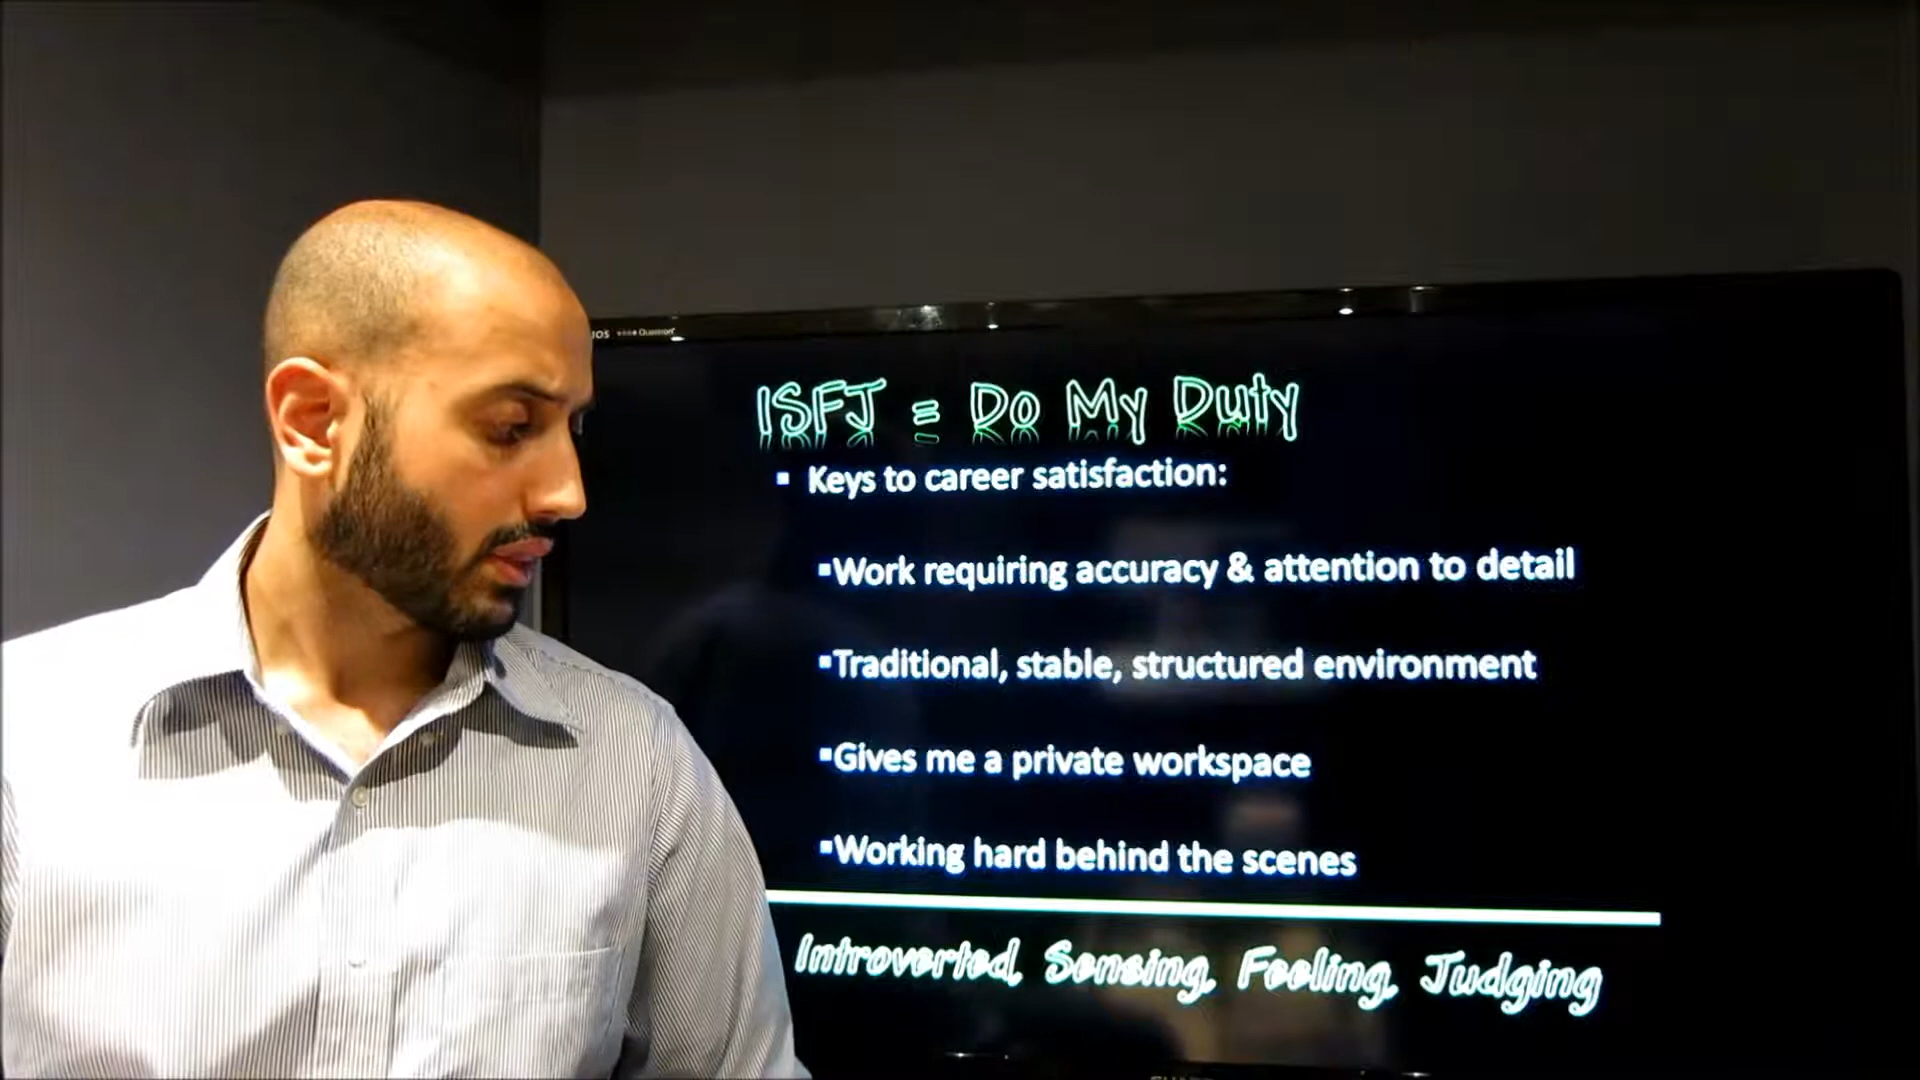 Quattron
ISFJ = Do My Duty
▪ Keys to career satisfaction:
▪Work requiring accuracy & attention to detail
▪Traditional, stable, structured environment
▪Gives me a private workspace
▪Working hard behind the scenes
Introverted, Sensing, Feeling, Judging